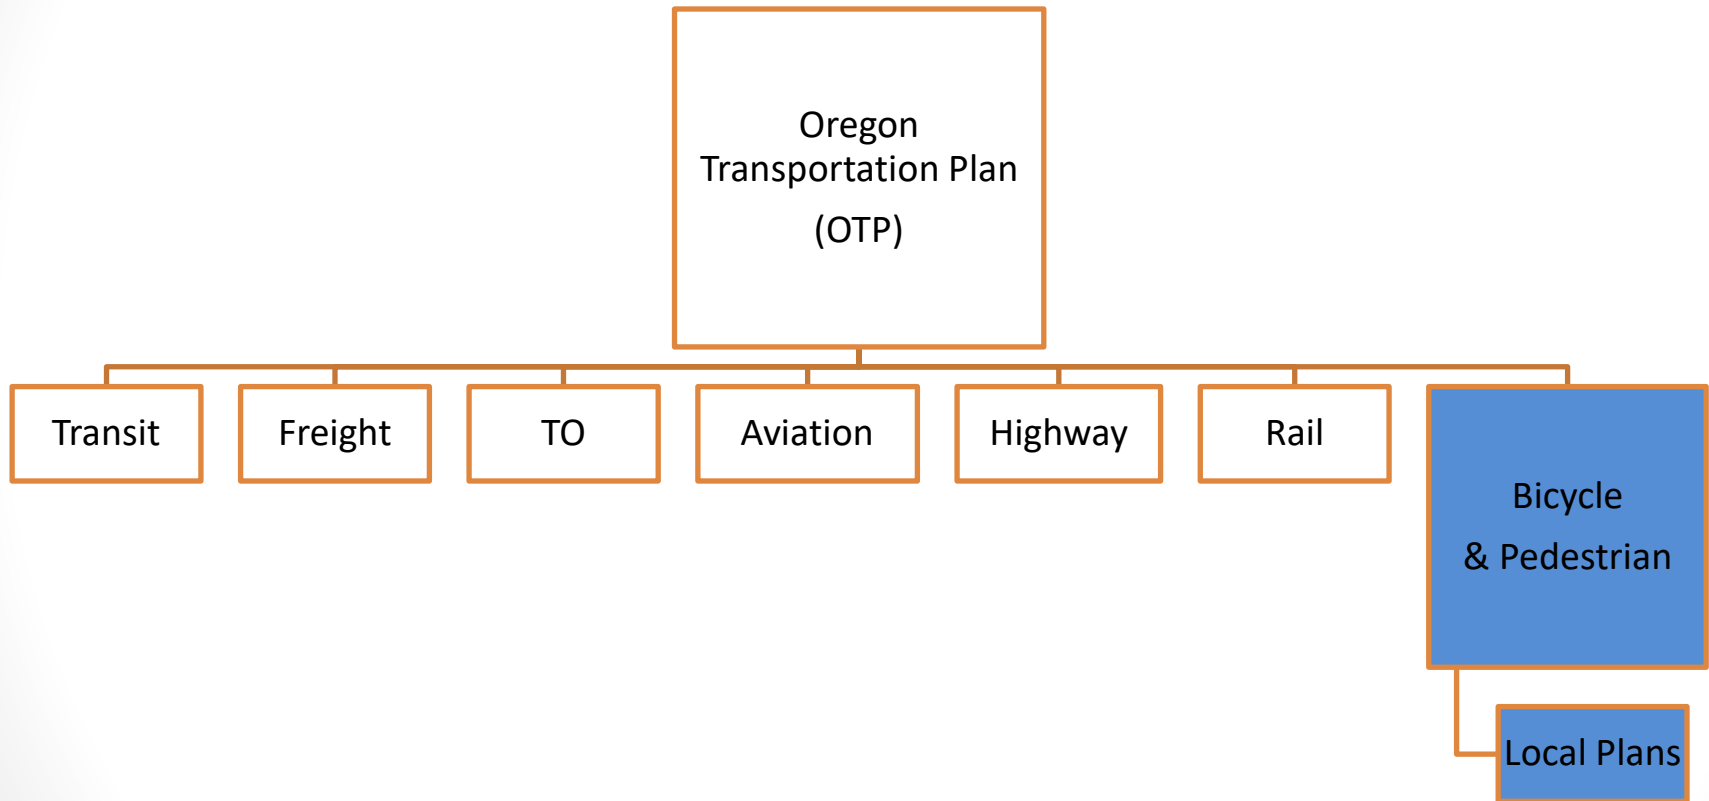 Oregon
Transportation Plan
(OTP)
Transit
Freight
TO
Aviation
Highway
Rail
Bicycle
& Pedestrian
Local Plans